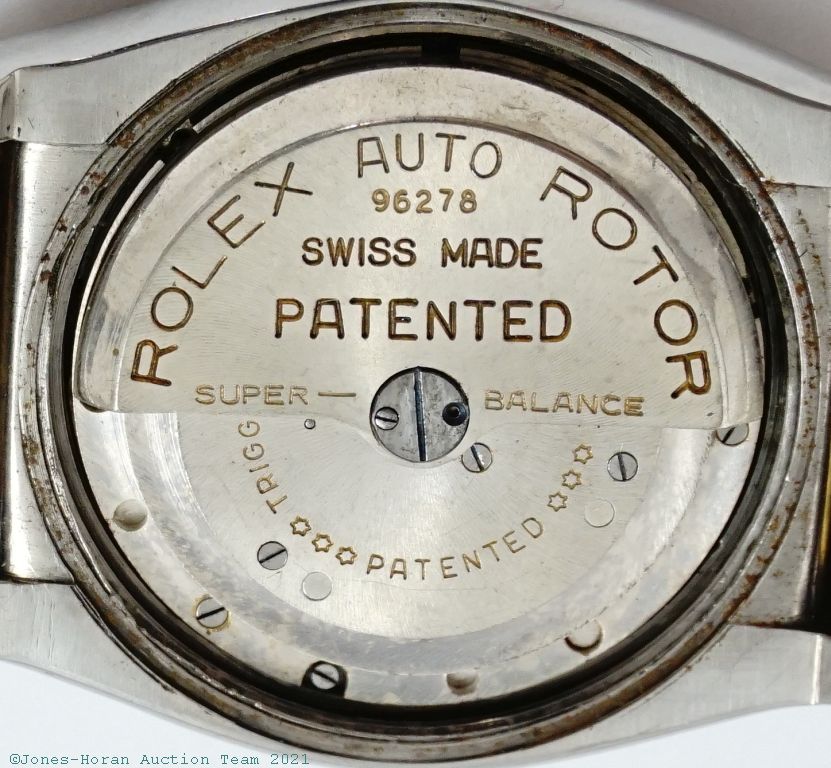 ROLEX AUTO ROTOR
96278
SWISS MADE
PATENTED
SUPER— BALANCE
TRIGG
PATENTED
©Jones-Horan Auction Team 2021